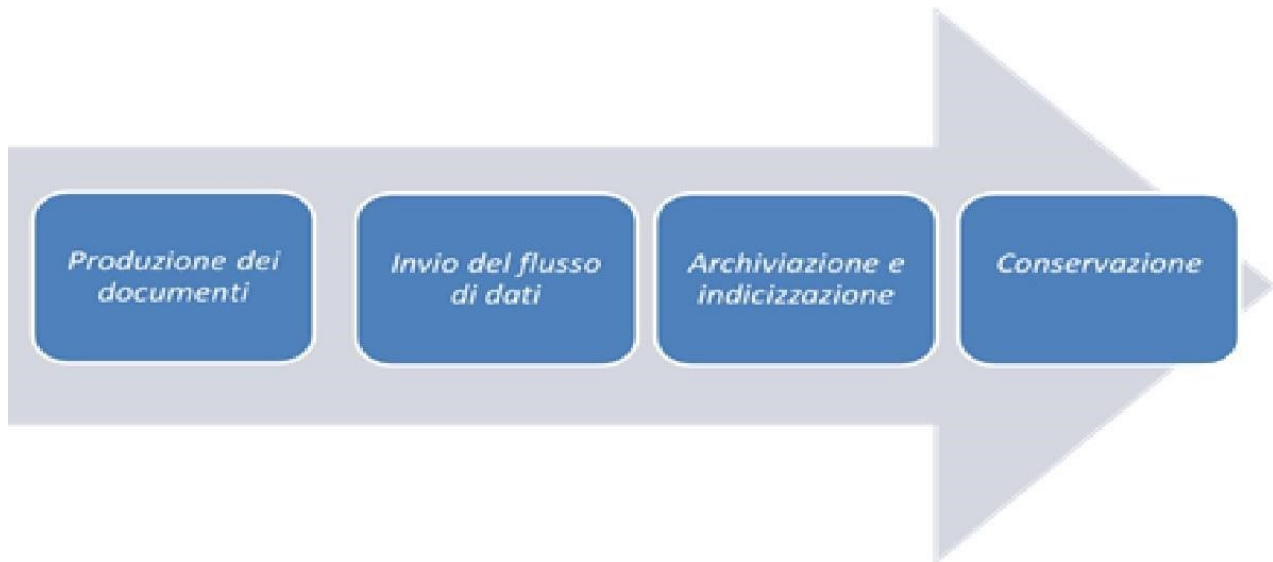 Produzione dei
documenti
Invio del flusso
di dati
Archiviazione e
indicizzazione
Conservazione